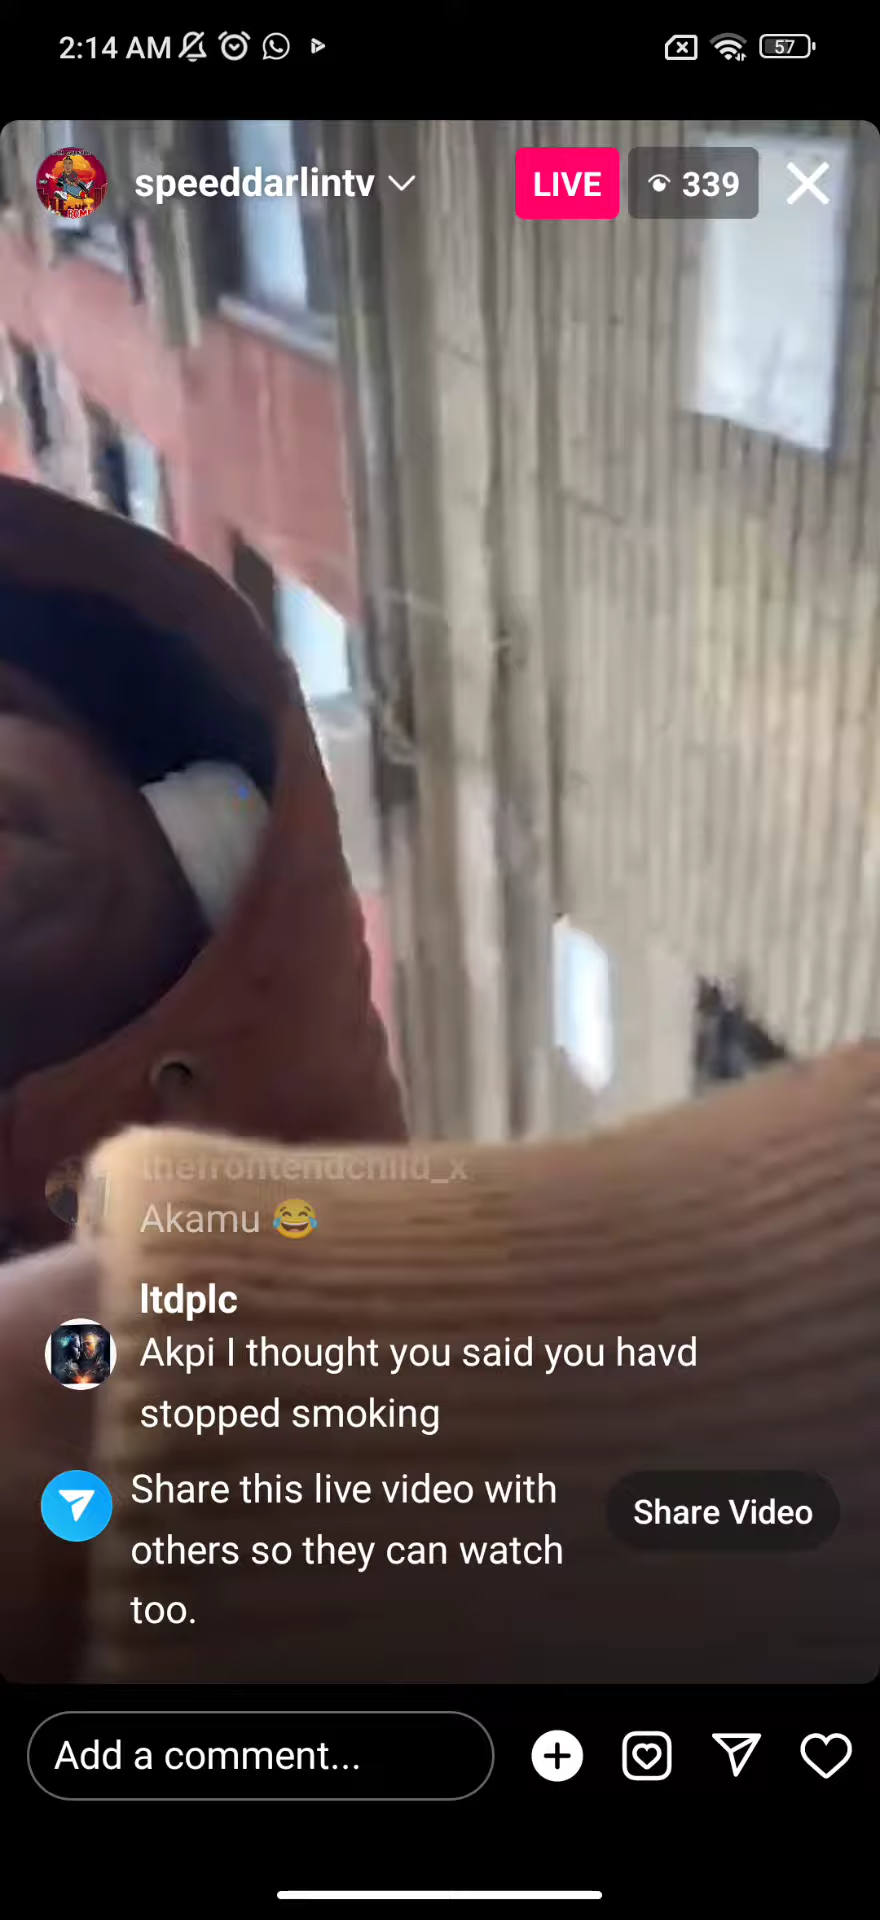 2:14 AM
57
speeddarlintv
LIVE
339
thefrontendchild_x
Akamu 😂
ltdplc
Akpi I thought you said you havd
stopped smoking
Share this live video with
others so they can watch
too.
Share Video
Add a comment...